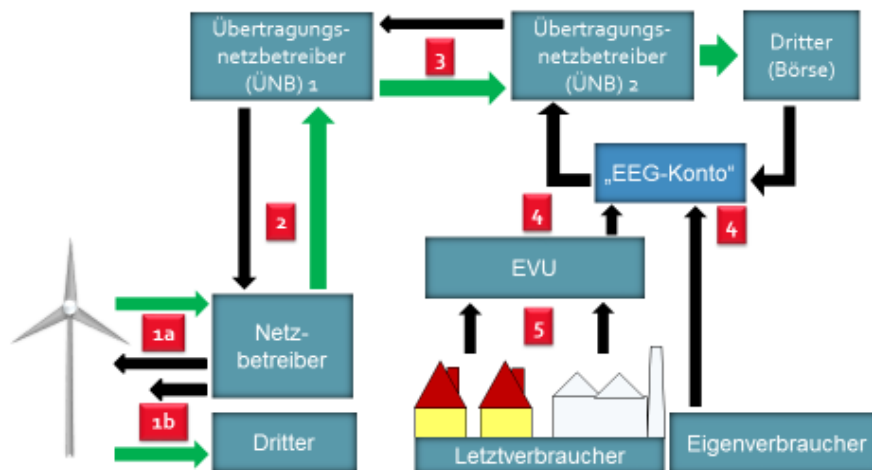 Übertragungs-
netzbetreiber
(ÜNB) 1
3
Übertragungs-
netzbetreiber
(ÜNB) 2
Dritter
(Börse)
„EEG-Konto“
2
4
4
EVU
1a
Netz-
betreiber
5
1b
Dritter
Letztverbraucher
Eigenverbraucher